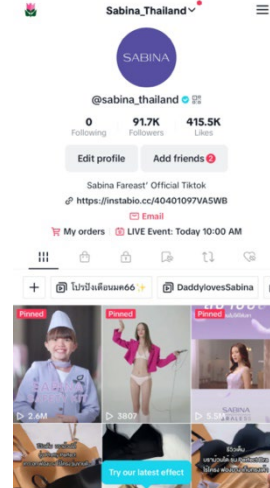 Sabina_Thailand
SABINA
@sabina_thailand
0 91.7K 415.5K
Following Followers Likes
Edit profile Add friends 2
Sabina Fareast' Official Tiktok
https://instabio.cc/40401097VA5WB
Email
My orders LIVE Event: Today 10:00 AM
+ โปรปังเดือนมค66 DaddylovesSabina
Pinned Pinned Pinned
2.6M 3807 5.5M
SABINA
Try our latest effect